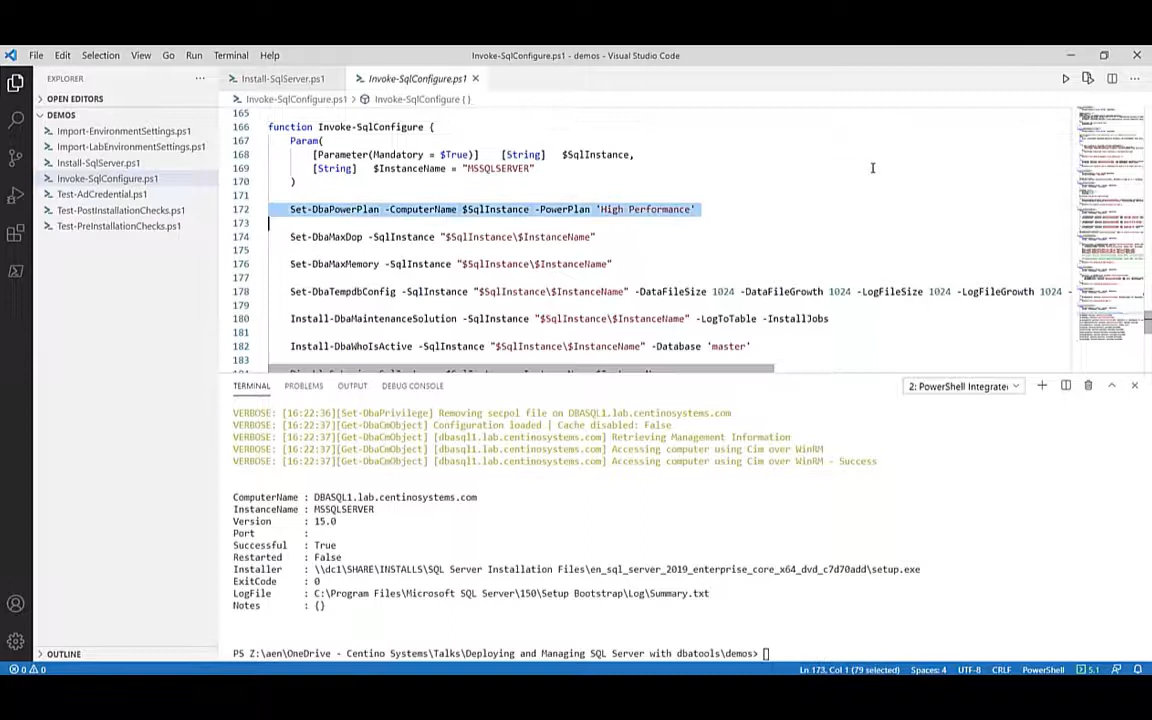 File Edit Selection View Go Run Terminal Help Invoke-SqlConfigure.ps1 - demos - Visual Studio Code
EXPLORER ...
OPEN EDITORS
DEMOS
Import-EnvironmentSettings.ps1
Import-LabEnvironmentSettings.ps1
Install-SqlServer.ps1
Invoke-SqlConfigure.ps1
Test-AdCredential.ps1
Test-PostInstallationChecks.ps1
Test-PreInstallationChecks.ps1
OUTLINE
Install-SqlServer.ps1 Invoke-SqlConfigure.ps1
Invoke-SqlConfigure.ps1 > Invoke-SqlConfigure { }
165
166 function Invoke-SqlConfigure {
167 Param(
168 [Parameter(Mandatory = $True)] [String] $SqlInstance,
169 [String] $InstanceName = "MSSQLSERVER"
170 )
171
172 Set-DbaPowerPlan -ComputerName $SqlInstance -PowerPlan 'High Performance'
173
174 Set-DbaMaxDop -SqlInstance "$SqlInstance\$InstanceName"
175
176 Set-DbaMaxMemory -SqlInstance "$SqlInstance\$InstanceName"
177
178 Set-DbaTempdbConfig -SqlInstance "$SqlInstance\$InstanceName" -DataFileSize 1024 -DataFileGrowth 1024 -LogFileSize 1024 -LogFileGrowth 1024 -
179
180 Install-DbaMaintenanceSolution -SqlInstance "$SqlInstance\$InstanceName" -LogToTable -InstallJobs
181
182 Install-DbaWhoIsActive -SqlInstance "$SqlInstance\$InstanceName" -Database 'master'
183
TERMINAL PROBLEMS OUTPUT DEBUG CONSOLE 2: PowerShell Integrate
VERBOSE: [16:22:36][Set-DbaPrivilege] Removing secpol file on DBASQL1.lab.centinosystems.com
VERBOSE: [16:22:37][Get-DbaCmObject] Configuration loaded | Cache disabled: False
VERBOSE: [16:22:37][Get-DbaCmObject] [dbasql1.lab.centinosystems.com] Retrieving Management Information
VERBOSE: [16:22:37][Get-DbaCmObject] [dbasql1.lab.centinosystems.com] Accessing computer using Cim over WinRM
VERBOSE: [16:22:37][Get-DbaCmObject] [dbasql1.lab.centinosystems.com] Accessing computer using Cim over WinRM - Success
ComputerName : DBASQL1.lab.centinosystems.com
InstanceName : MSSQLSERVER
Version : 15.0
Port :
Successful : True
Restarted : False
Installer : \\dc1\SHARE\INSTALLS\SQL Server Installation Files\en_sql_server_2019_enterprise_core_x64_dvd_c7d70add\setup.exe
ExitCode : 0
LogFile : C:\Program Files\Microsoft SQL Server\150\Setup Bootstrap\Log\Summary.txt
Notes : {}
PS Z:\aen\OneDrive - Centino Systems\Talks\Deploying and Managing SQL Server with dbatools\demos>
0 0 Ln 173, Col 1 (79 selected) Spaces: 4 UTF-8 CRLF PowerShell 5.1